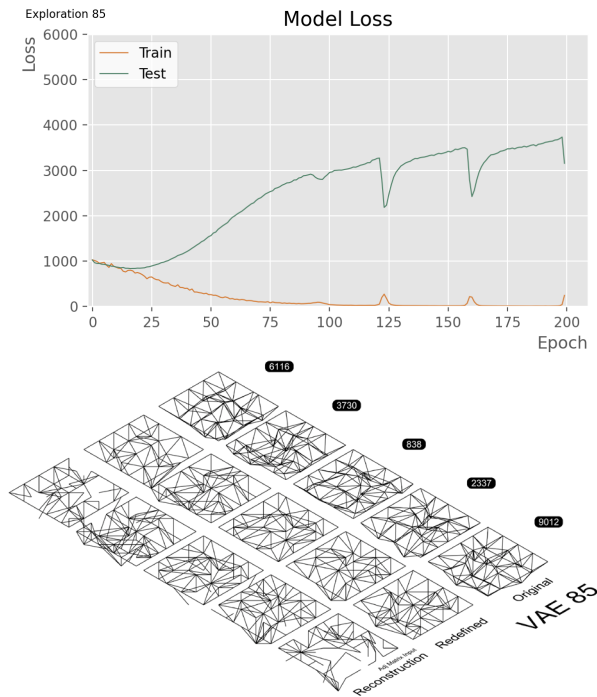 Exploration 85
Model Loss
Loss
6000
5000
4000
3000
2000
1000
0
Train
Test
0 25 50 75 100 125 150 175 200
Epoch
6116
3730
838
2337
9012
Original
Redefined
Adj.Matrix Input
Reconstruction
VAE 85